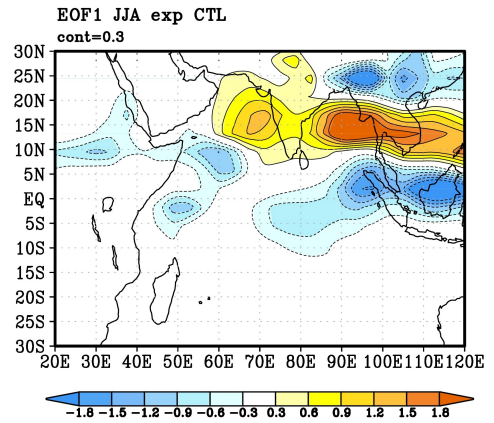 EOF1 JJA exp CTL
cont=0.3
30N
25N
20N
15N
10N
5N
EQ
5S
10S
15S
20S
25S
30S
20E 30E 40E 50E 60E 70E 80E 90E 100E 110E 120E
-1.8 -1.5 -1.2 -0.9 -0.6 -0.3 0.3 0.6 0.9 1.2 1.5 1.8